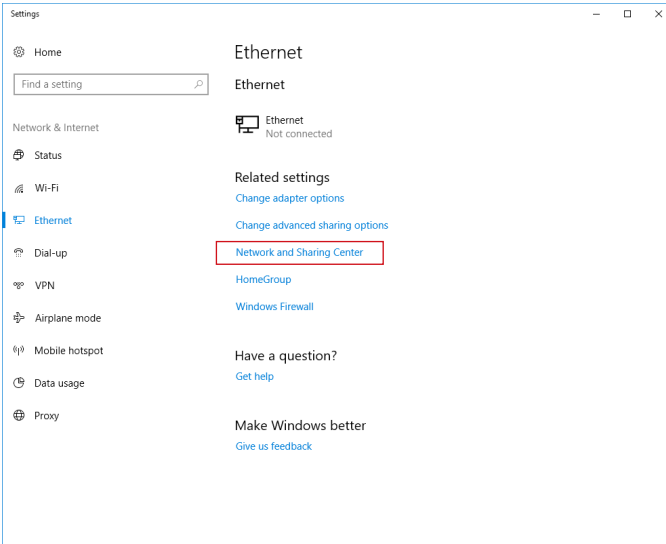 Settings
Home
Find a setting
Network & Internet
Status
Wi-Fi
Ethernet
Dial-up
VPN
Airplane mode
Mobile hotspot
Data usage
Proxy
Ethernet
Ethernet
Ethernet
Not connected
Related settings
Change adapter options
Change advanced sharing options
Network and Sharing Center
HomeGroup
Windows Firewall
Have a question?
Get help
Make Windows better
Give us feedback